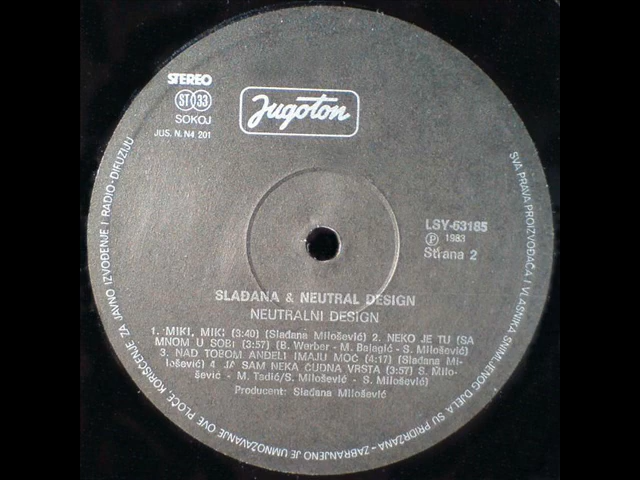 STEREO
ST 33
SOKOJ
JUS. N. N4 201
Jugoton
LSY-63185
Ⓟ 1983
Strana 2
SLAĐANA & NEUTRAL DESIGN
NEUTRALNI DESIGN
1. MIKI, MIKI (3:40) (Slađana Milošević) 2. NEKO JE TU (SA
MNOM U SOBI (3:57) (B. Werber - M. Balagić - S. Milošević)
3. NAD TOBOM ANĐELI IMAJU MOĆ (4:17) (Slađana Mi-
lošević) 4. JA SAM NEKA ČUDNA VRSTA (3:57) S. Milo-
šević - M. Tadić/S. Milošević - S. Milošević)
Producent: Slađana Milošević
SVA PRAVA PROIZVOĐAČA I VLASNIKA SNIMLJENOG DJELA SU PRIDRŽANA - ZABRANJENO JE UMNOŽAVANJE OVE PLOČE, KORIŠĆENJE ZA JAVNO IZVOĐENJE I RADIO-DIFUZIJU